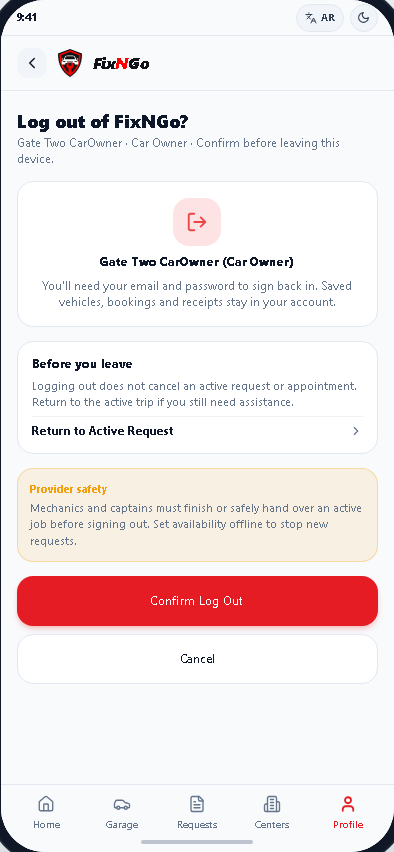 9:41
AR
FixNGo
Log out of FixNGo?
Gate Two CarOwner · Car Owner · Confirm before leaving this
device.
Gate Two CarOwner (Car Owner)
You'll need your email and password to sign back in. Saved
vehicles, bookings and receipts stay in your account.
Before you leave
Logging out does not cancel an active request or appointment.
Return to the active trip if you still need assistance.
Return to Active Request
Provider safety
Mechanics and captains must finish or safely hand over an active
job before signing out. Set availability offline to stop new
requests.
Confirm Log Out
Cancel
Home
Garage
Requests
Centers
Profile